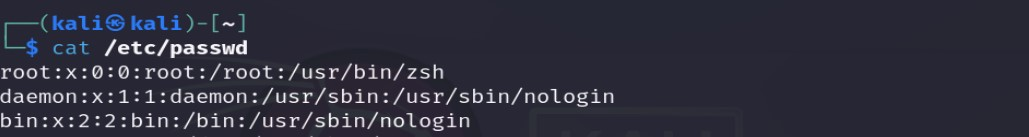 ┌──(kali㉿kali)-[~]
└─$ cat /etc/passwd
root:x:0:0:root:/root:/usr/bin/zsh
daemon:x:1:1:daemon:/usr/sbin:/usr/sbin/nologin
bin:x:2:2:bin:/bin:/usr/sbin/nologin